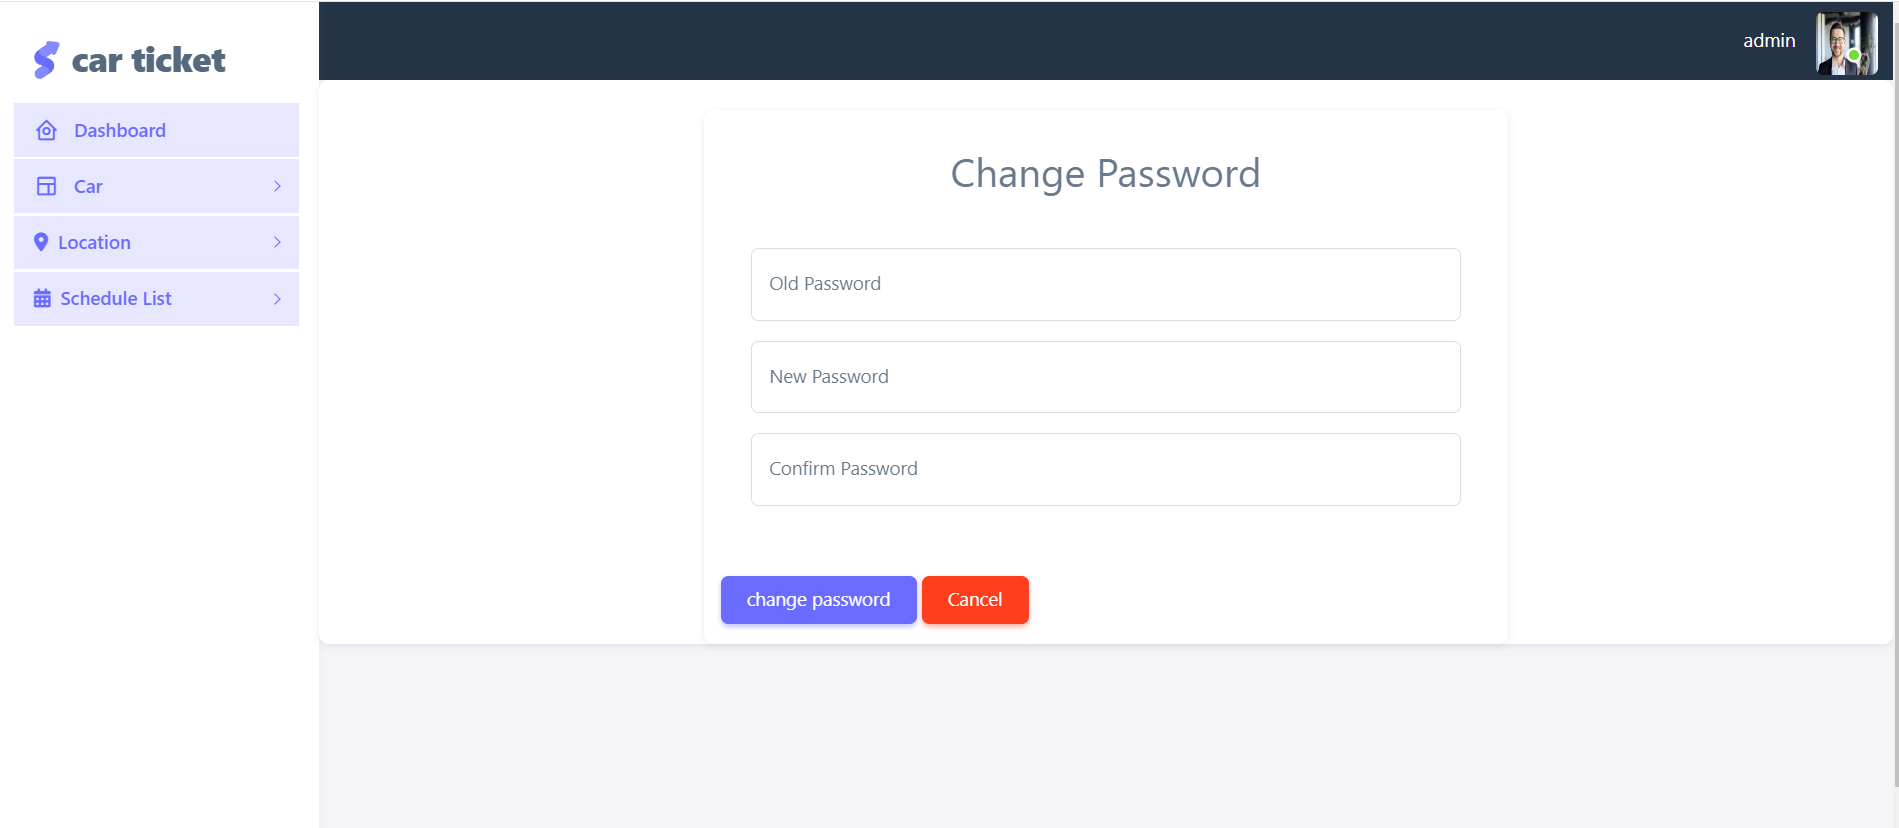 car ticket
admin
Dashboard
Car
Location
Schedule List
Change Password
Old Password
New Password
Confirm Password
change password
Cancel